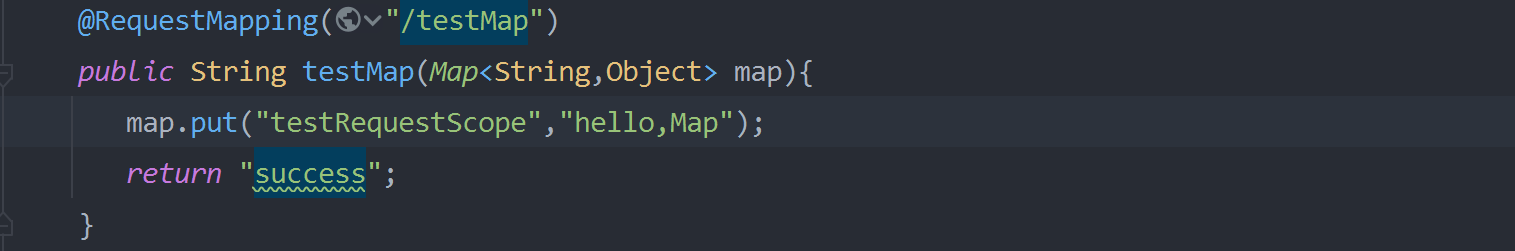 @RequestMapping("/testMap")
public String testMap(Map<String,Object> map){
map.put("testRequestScope","hello,Map");
return "success";
}